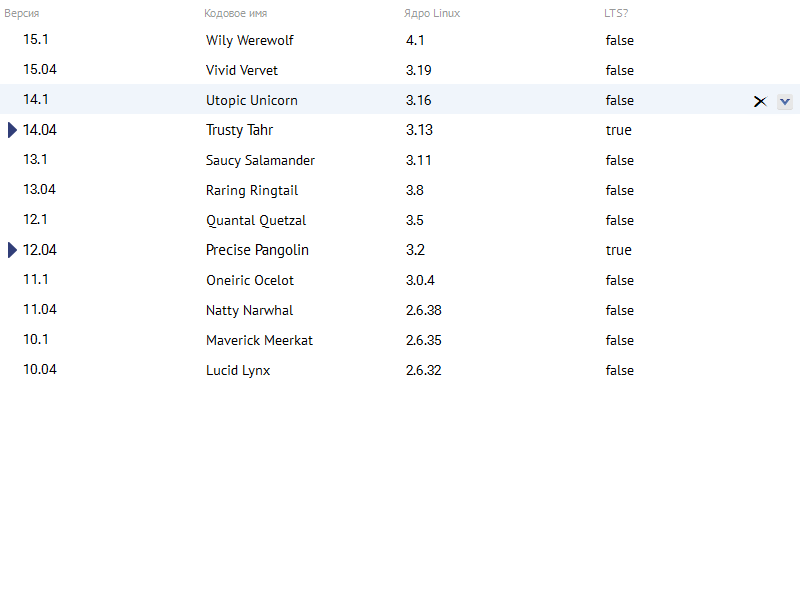 Версия Кодовое имя Ядро Linux LTS?
15.1 Wily Werewolf 4.1 false
15.04 Vivid Vervet 3.19 false
14.1 Utopic Unicorn 3.16 false
14.04 Trusty Tahr 3.13 true
13.1 Saucy Salamander 3.11 false
13.04 Raring Ringtail 3.8 false
12.1 Quantal Quetzal 3.5 false
12.04 Precise Pangolin 3.2 true
11.1 Oneiric Ocelot 3.0.4 false
11.04 Natty Narwhal 2.6.38 false
10.1 Maverick Meerkat 2.6.35 false
10.04 Lucid Lynx 2.6.32 false